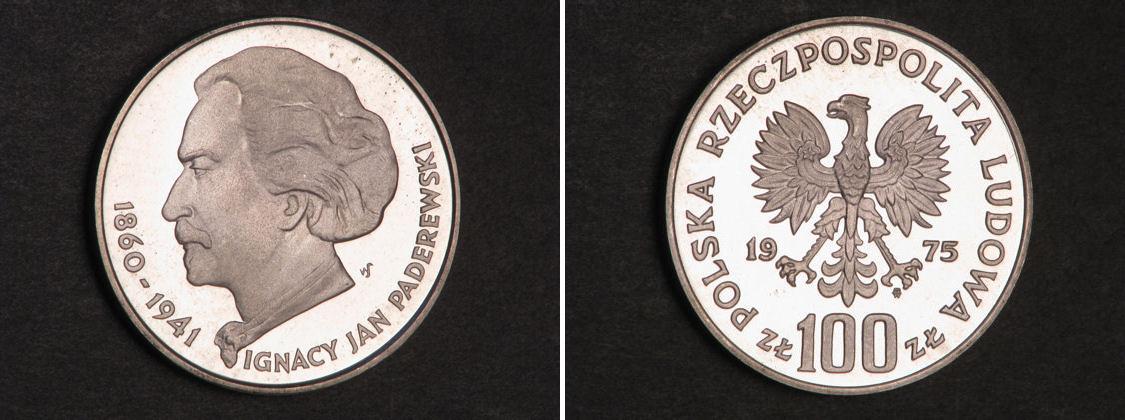 1860 - 1941
IGNACY JAN PADEREWSKI
POLSKA RZECZPOSPOLITA LUDOWA
19 75
zł 100 zł